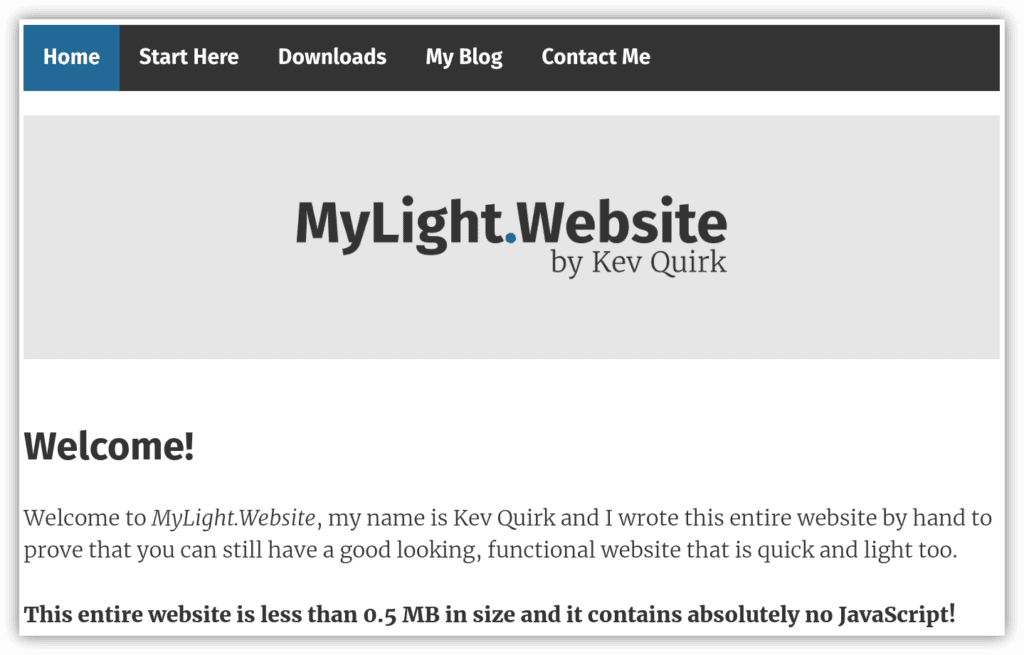 Home Start Here Downloads My Blog Contact Me
MyLight.Website
by Kev Quirk
Welcome!
Welcome to MyLight.Website, my name is Kev Quirk and I wrote this entire website by hand to
prove that you can still have a good looking, functional website that is quick and light too.
This entire website is less than 0.5 MB in size and it contains absolutely no JavaScript!